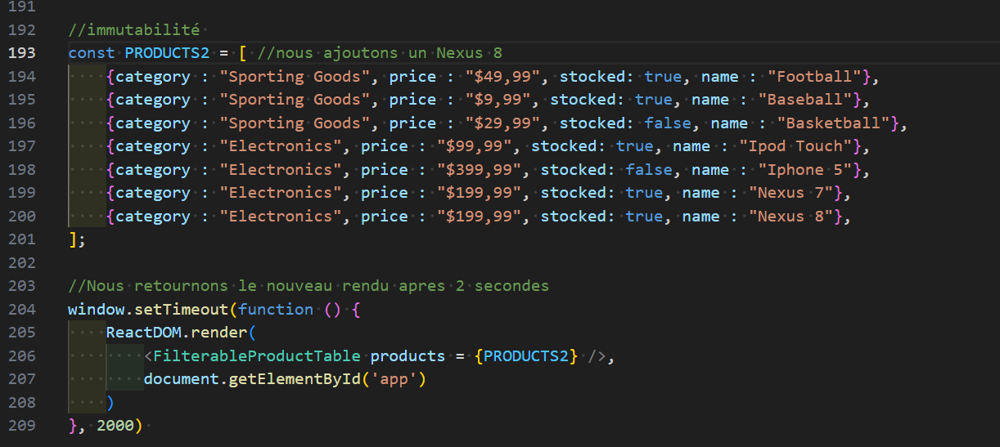 191
192 //immutabilité
193 const PRODUCTS2 = [ //nous ajoutons un Nexus 8
194 {category : "Sporting Goods", price : "$49,99", stocked: true, name : "Football"},
195 {category : "Sporting Goods", price : "$9,99", stocked: true, name : "Baseball"},
196 {category : "Sporting Goods", price : "$29,99", stocked: false, name : "Basketball"},
197 {category : "Electronics", price : "$99,99", stocked: true, name : "Ipod Touch"},
198 {category : "Electronics", price : "$399,99", stocked: false, name : "Iphone 5"},
199 {category : "Electronics", price : "$199,99", stocked: true, name : "Nexus 7"},
200 {category : "Electronics", price : "$199,99", stocked: true, name : "Nexus 8"},
201 ];
202
203 //Nous retournons le nouveau rendu apres 2 secondes
204 window.setTimeout(function () {
205 ReactDOM.render(
206 <FilterableProductTable products = {PRODUCTS2} />,
207 document.getElementById('app')
208 )
209 }, 2000)